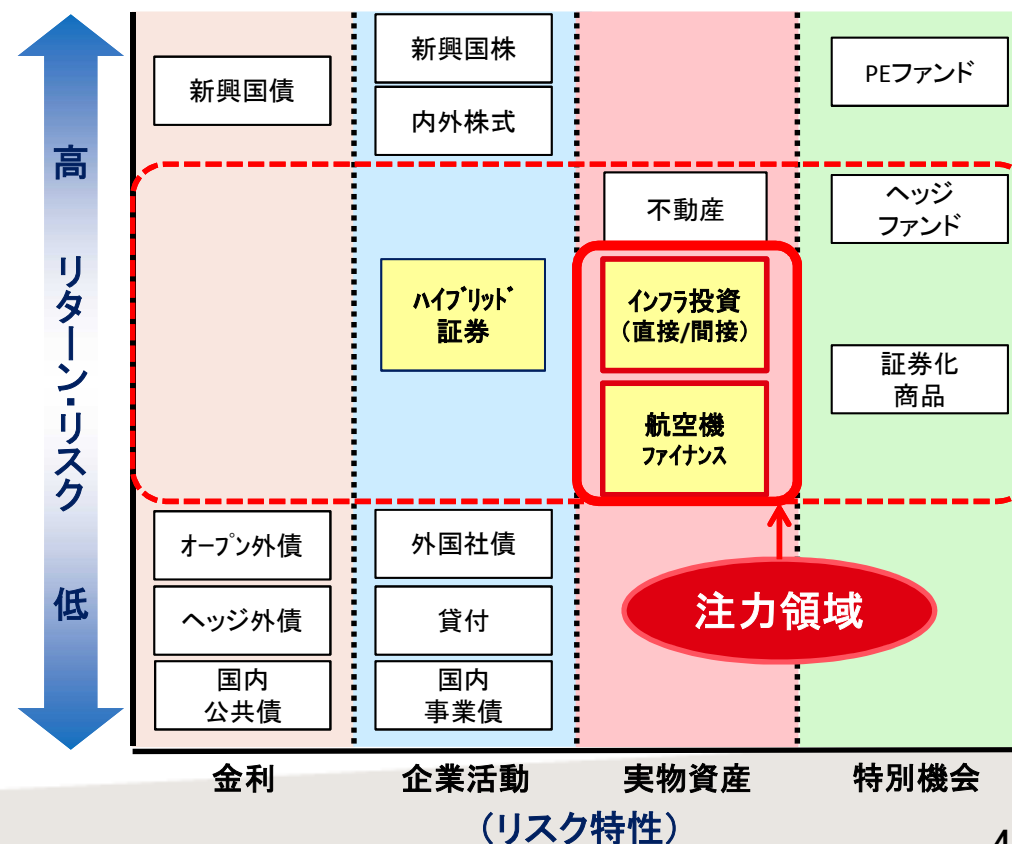 高
リターン・リスク
低
新興国債
オープン外債
ヘッジ外債
国内
公共債
新興国株
内外株式
ハイブリッド
証券
外国社債
貸付
国内
事業債
不動産
インフラ投資
(直接/間接)
航空機
ファイナンス
注力領域
PEファンド
ヘッジ
ファンド
証券化
商品
金利
企業活動
実物資産
特別機会
(リスク特性)
4